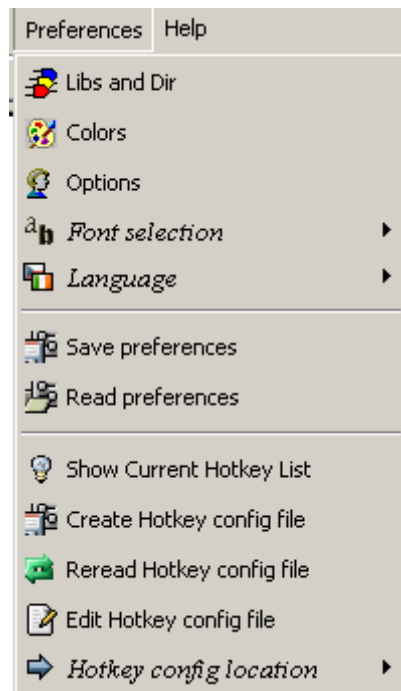 Preferences Help
Libs and Dir
Colors
Options
Font selection
Language
Save preferences
Read preferences
Show Current Hotkey List
Create Hotkey config file
Reread Hotkey config file
Edit Hotkey config file
Hotkey config location